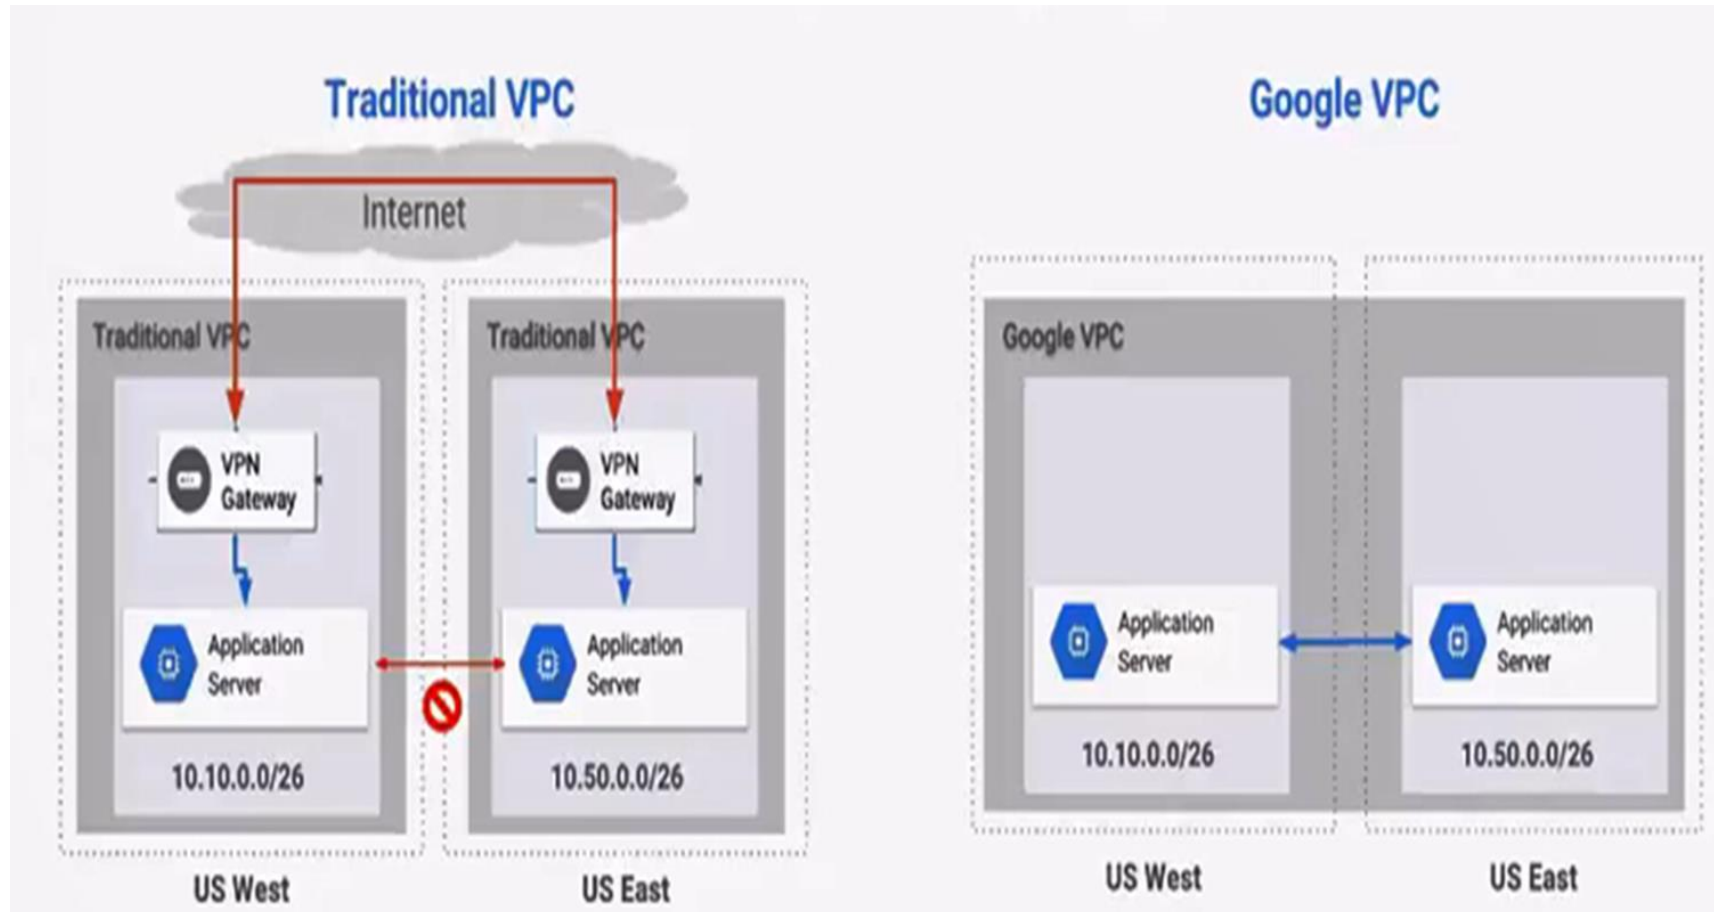 Traditional VPC
Internet
Traditional VPC
Traditional VPC
VPN
Gateway
VPN
Gateway
Application
Server
Application
Server
10.10.0.0/26
10.50.0.0/26
US West
US East
Google VPC
Google VPC
Application
Server
Application
Server
10.10.0.0/26
10.50.0.0/26
US West
US East